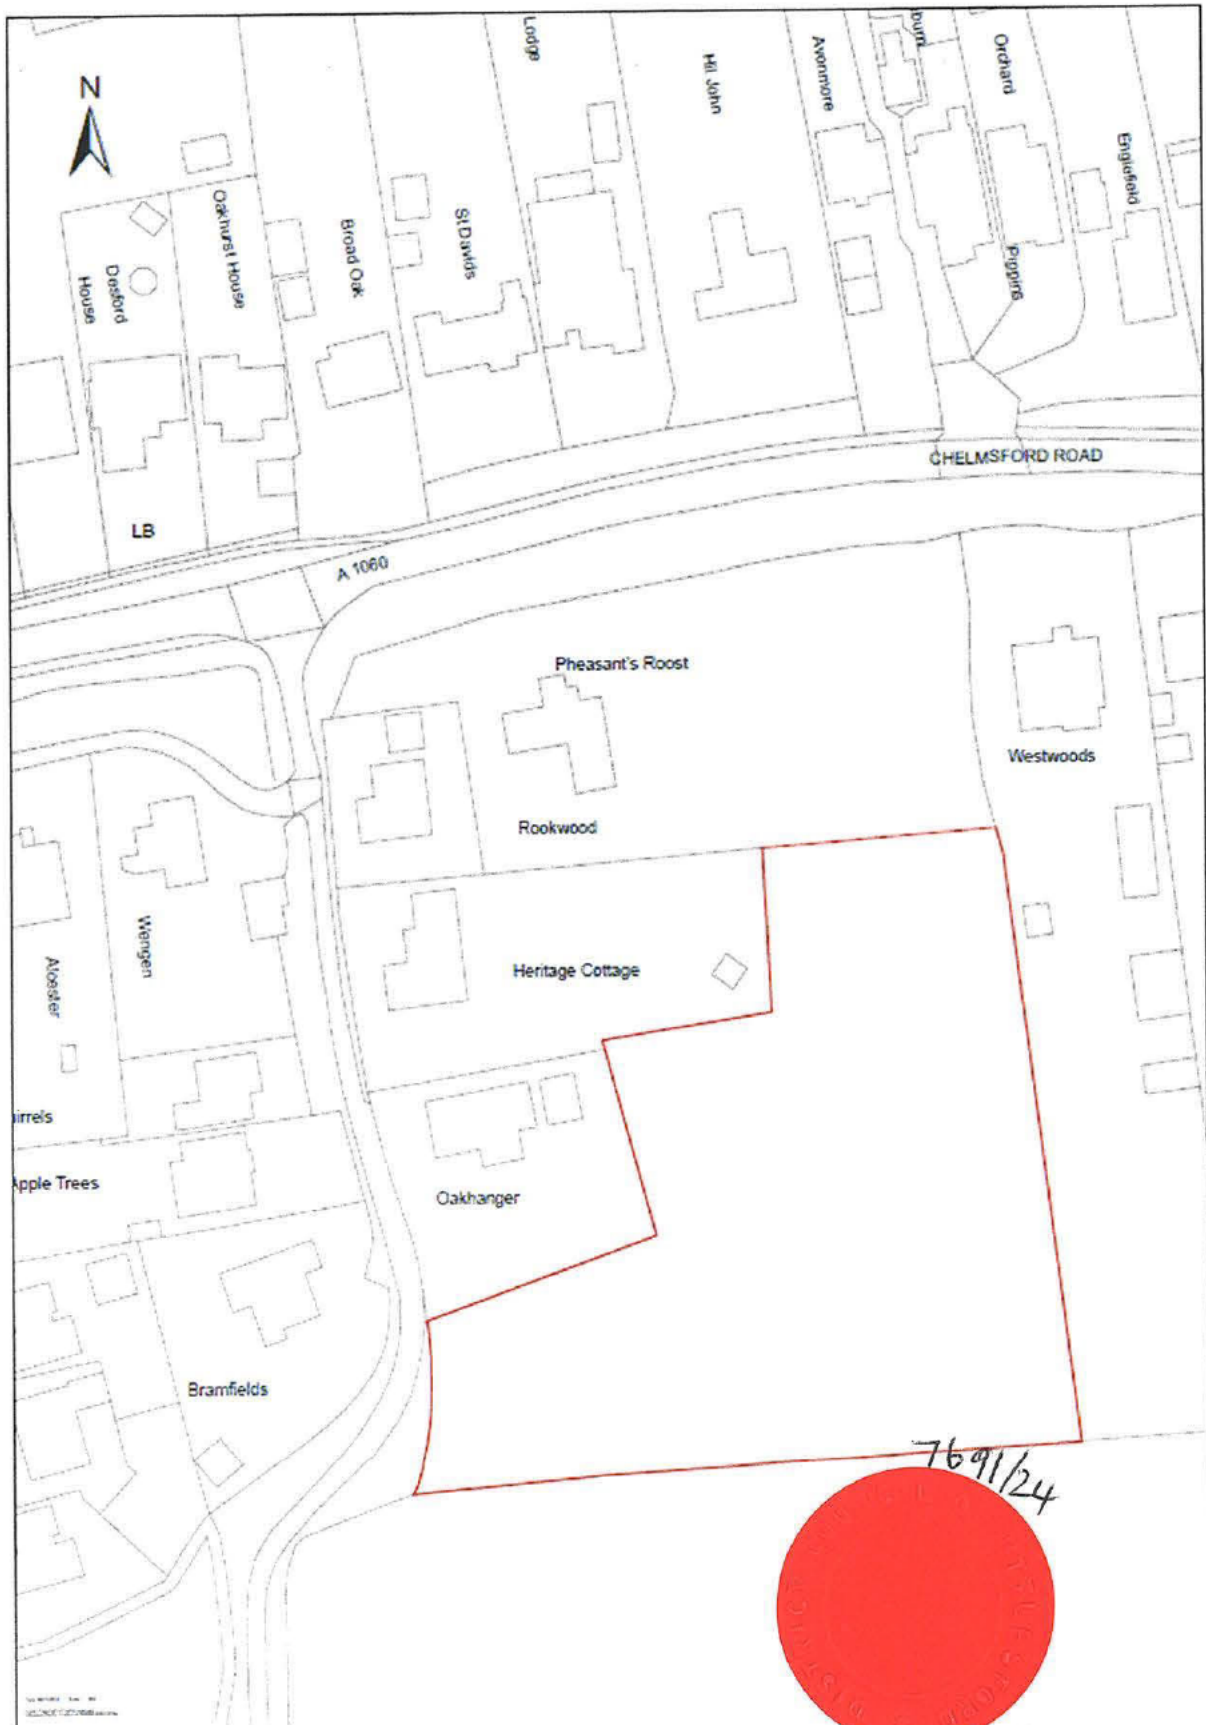 N
Lodge
Hil John
Avonmore
Orchard
Englefield
Pippins
Oakhurst House
Broad Oak
St Davids
Desford
House
CHELMSFORD ROAD
LB
A 1060
Pheasant's Roost
Westwoods
Rookwood
Wengen
Heritage Cottage
Alcester
irrels
Apple Trees
Oakhanger
Bramfields
7691/24